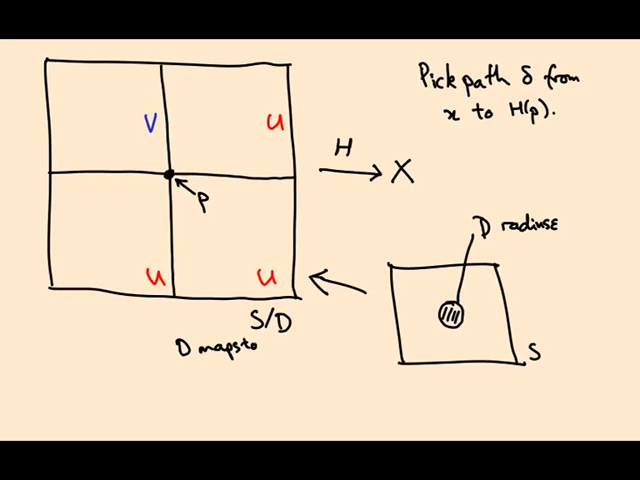 Pick path δ from
x to H(p).
V
U
H
X
P
D radius ε
U
U
S/D
D maps to
S